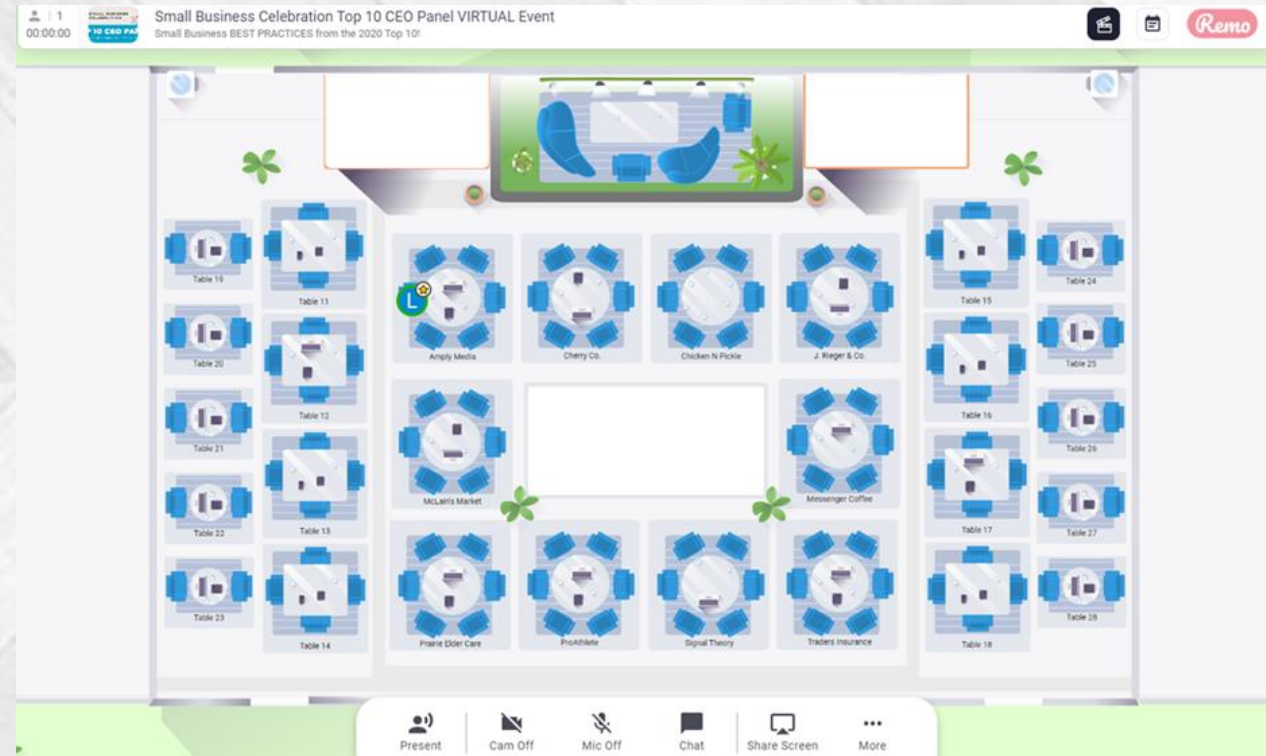 1
Small Business Celebration Top 10 CEO Panel VIRTUAL Event
00:00:00
Small Business BEST PRACTICES from the 2020 Top 10!
Remo
Table 19
Table 11
L
Amply Media
Cherry Co.
Chicken N Pickle
J. Rieger & Co.
Table 15
Table 24
Table 20
Table 12
Table 16
Table 25
Table 21
McLain's Market
Messenger Coffee
Table 26
Table 22
Table 13
Table 17
Table 27
Table 23
Table 14
Prairie Elder Care
ProAthlete
Signal Theory
Traders Insurance
Table 18
Table 28
Present
Cam Off
Mic Off
Chat
Share Screen
More